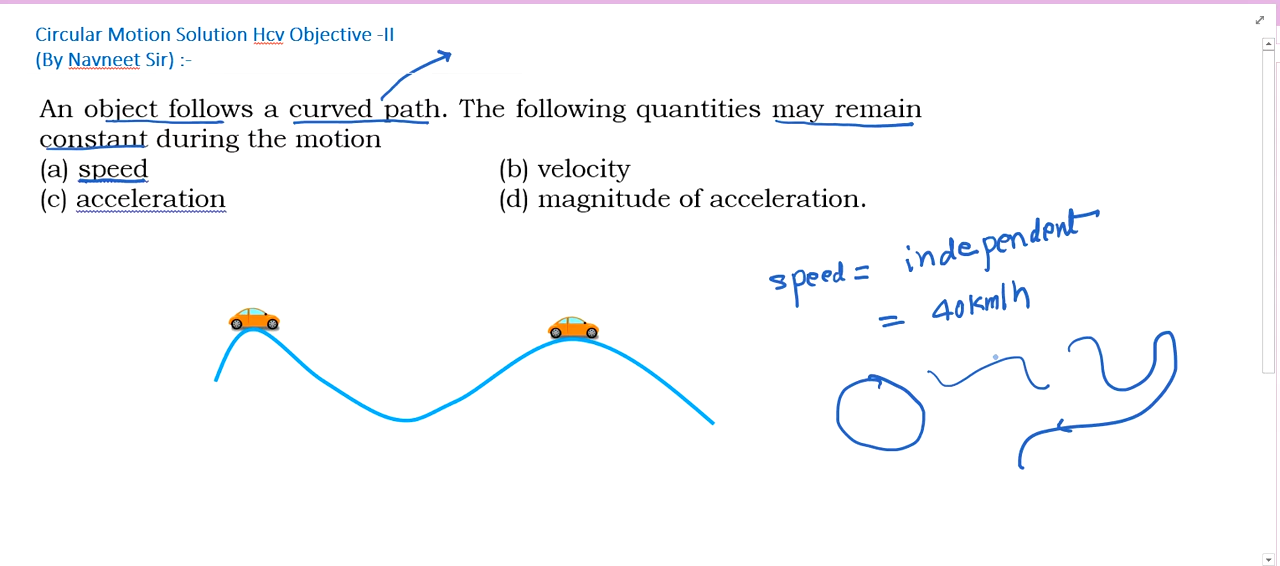 Circular Motion Solution Hcv Objective -II
(By Navneet Sir) :-
An object follows a curved path. The following quantities may remain
constant during the motion
(a) speed (b) velocity
(c) acceleration (d) magnitude of acceleration.
speed = independent
= 40km/h